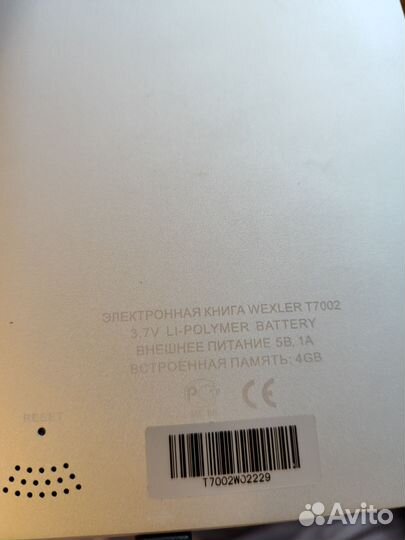 ЭЛЕКТРОННАЯ КНИГА WEXLER T7002
3,7V LI-POLYMER BATTERY
ВНЕШНЕЕ ПИТАНИЕ 5В, 1А
ВСТРОЕННАЯ ПАМЯТЬ: 4GB
CE
RESET
T7002W02229
Avito